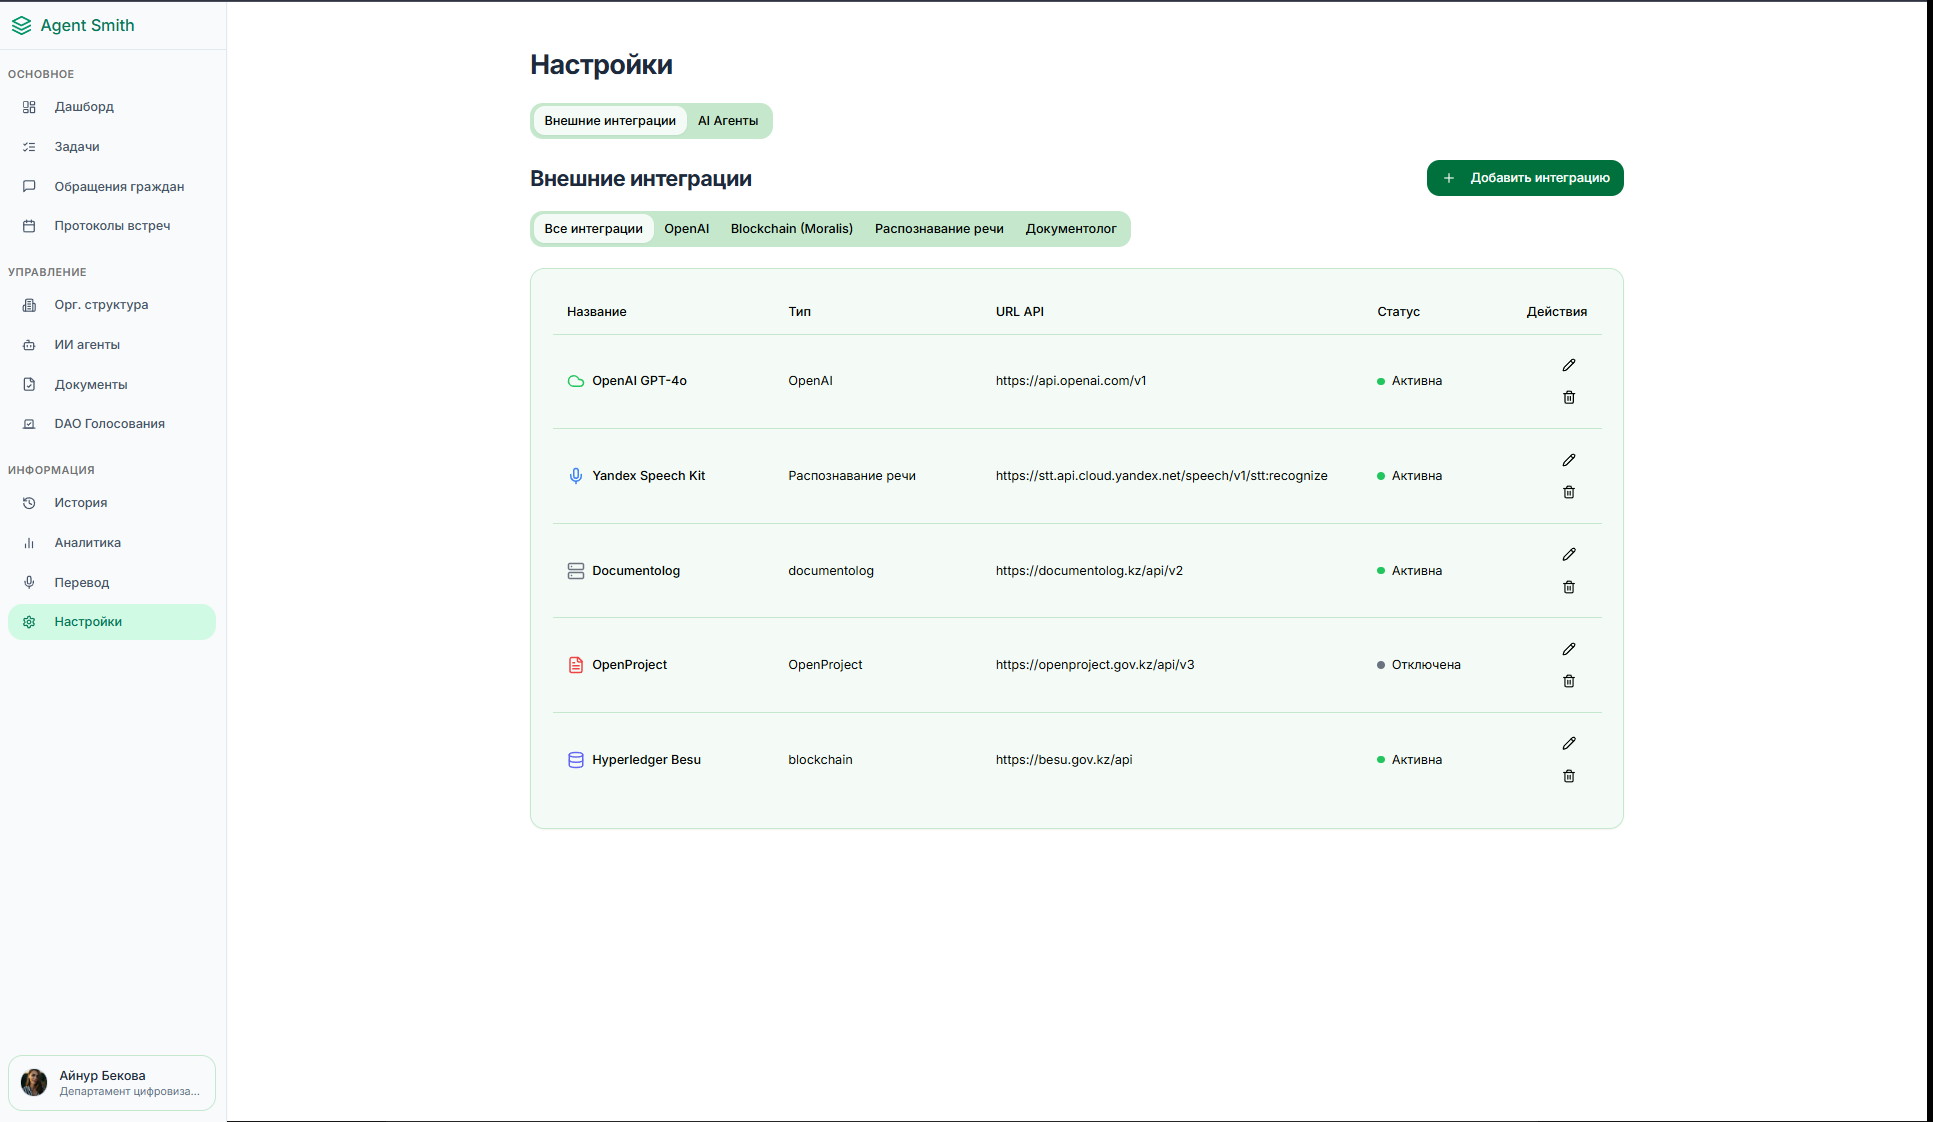 Agent Smith
ОСНОВНОЕ
Дашборд
Задачи
Обращения граждан
Протоколы встреч
УПРАВЛЕНИЕ
Орг. структура
ИИ агенты
Документы
DAO Голосования
ИНФОРМАЦИЯ
История
Аналитика
Перевод
Настройки
Айнур Бекова
Департамент цифровиза...
Настройки
Внешние интеграции AI Агенты
Внешние интеграции
Добавить интеграцию
Все интеграции OpenAI Blockchain (Moralis) Распознавание речи Документолог
Название Тип URL API Статус Действия
OpenAI GPT-4o OpenAI https://api.openai.com/v1 Активна
Yandex Speech Kit Распознавание речи https://stt.api.cloud.yandex.net/speech/v1/stt:recognize Активна
Documentolog documentolog https://documentolog.kz/api/v2 Активна
OpenProject OpenProject https://openproject.gov.kz/api/v3 Отключена
Hyperledger Besu blockchain https://besu.gov.kz/api Активна